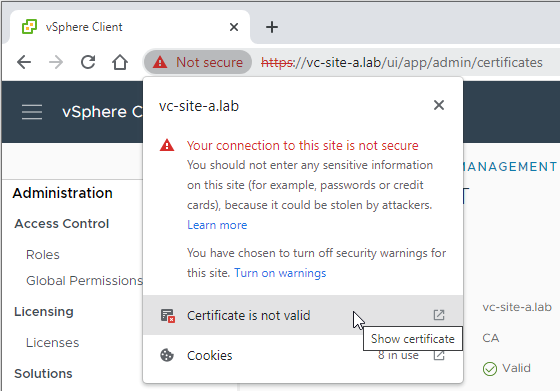 vSphere Client
Not secure
https://vc-site-a.lab/ui/app/admin/certificates
vSphere C
vc-site-a.lab
Your connection to this site is not secure
You should not enter any sensitive information
on this site (for example, passwords or credit
cards), because it could be stolen by attackers.
Learn more
You have chosen to turn off security warnings for
this site. Turn on warnings
Certificate is not valid
Show certificate
Cookies
8 in use
Administration
Access Control
Roles
Global Permissions
Licensing
Licenses
Solutions
MANAGEMENT
vc-site-a.lab
CA
Valid